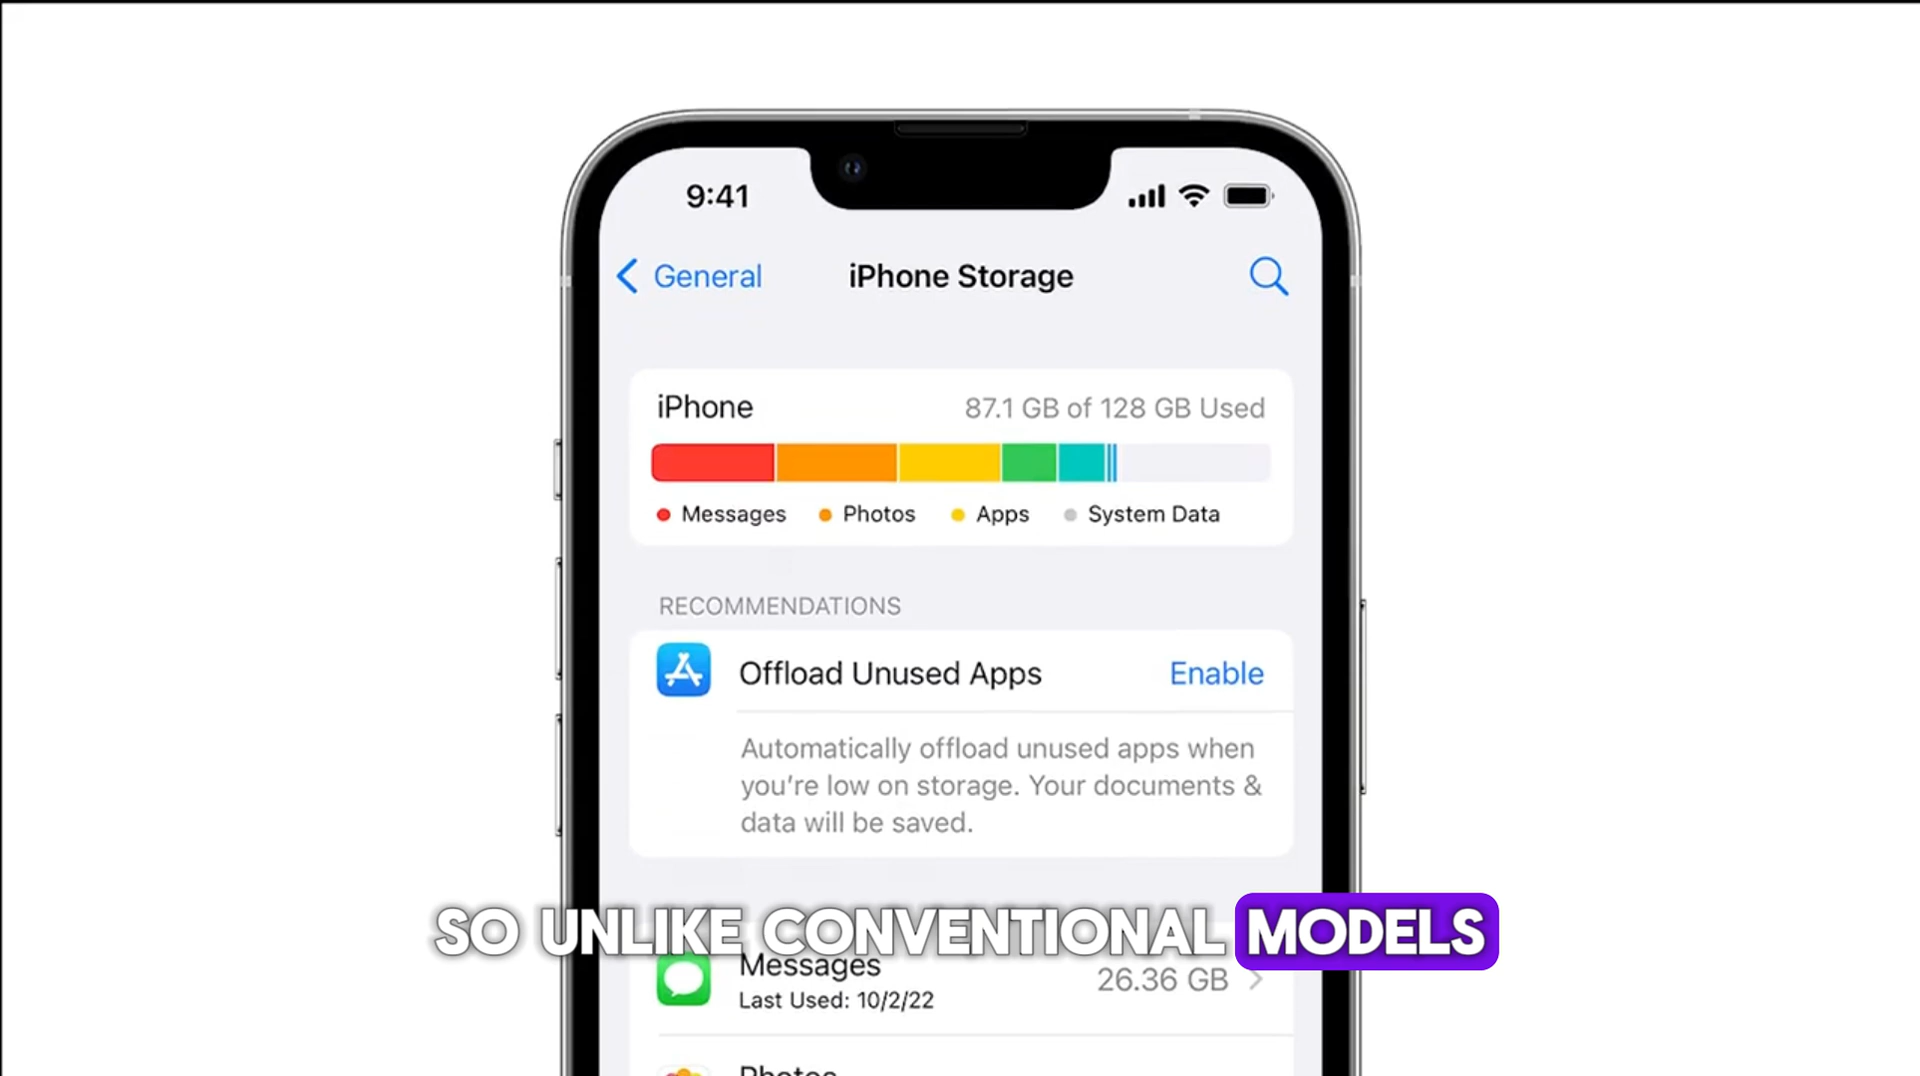 9:41
General
iPhone Storage
iPhone
87.1 GB of 128 GB Used
Messages
Photos
Apps
System Data
RECOMMENDATIONS
Offload Unused Apps
Enable
Automatically offload unused apps when
you're low on storage. Your documents &
data will be saved.
SO UNLIKE CONVENTIONAL MODELS
Messages
26.36 GB
Last Used: 10/2/22
Photos